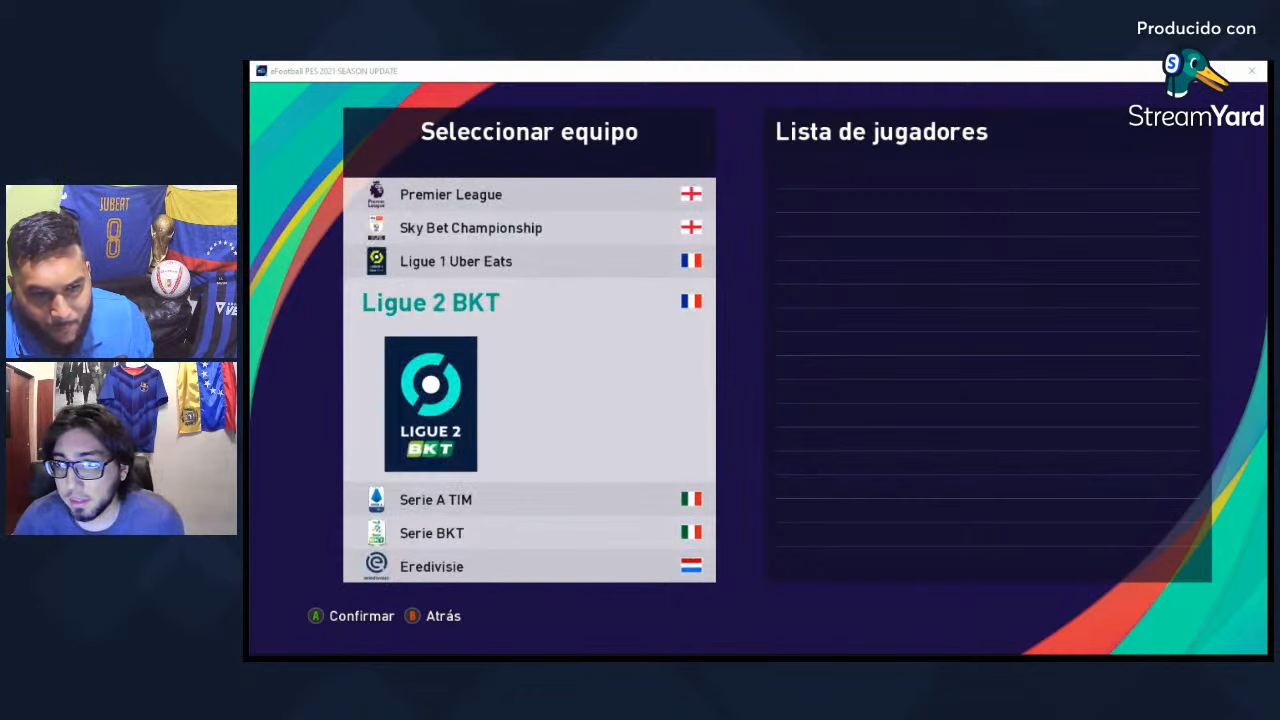 Producido con
StreamYard
eFootball PES 2021 SEASON UPDATE
Seleccionar equipo
Premier League
Sky Bet Championship
Ligue 1 Uber Eats
Ligue 2 BKT
LIGUE 2
BKT
Serie A TIM
Serie BKT
Eredivisie
Lista de jugadores
A Confirmar B Atrás
JUBERT
8